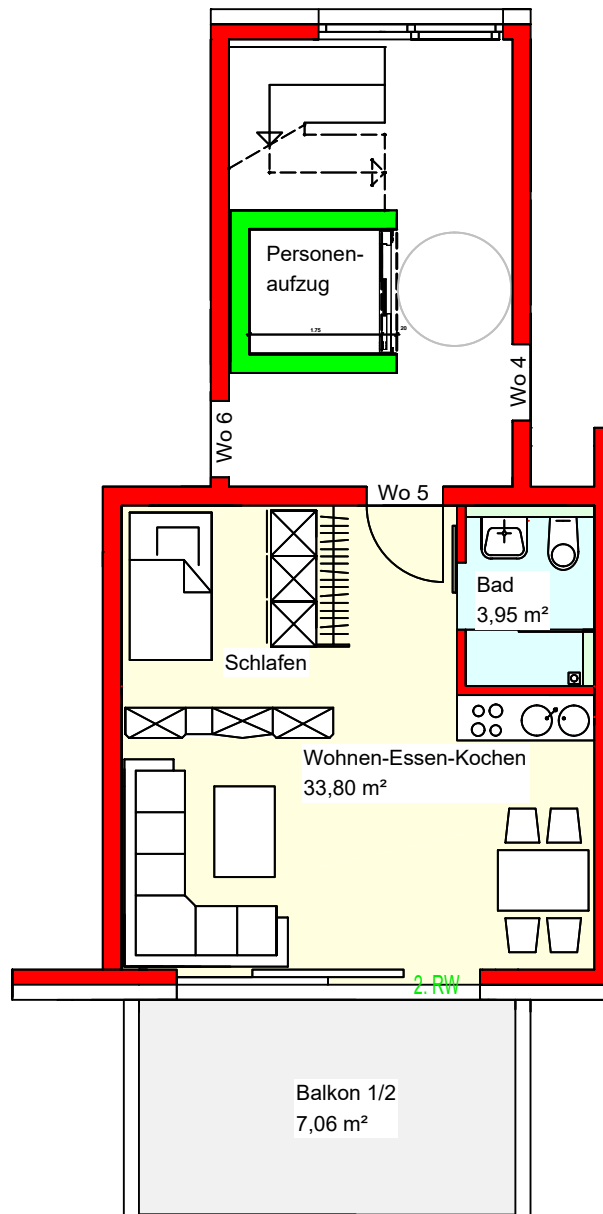 Personen-
aufzug
1.75
20
Wo 4
Wo 6
Wo 5
Bad
3,95 m²
Schlafen
Wohnen-Essen-Kochen
33,80 m²
2. RW
Balkon 1/2
7,06 m²